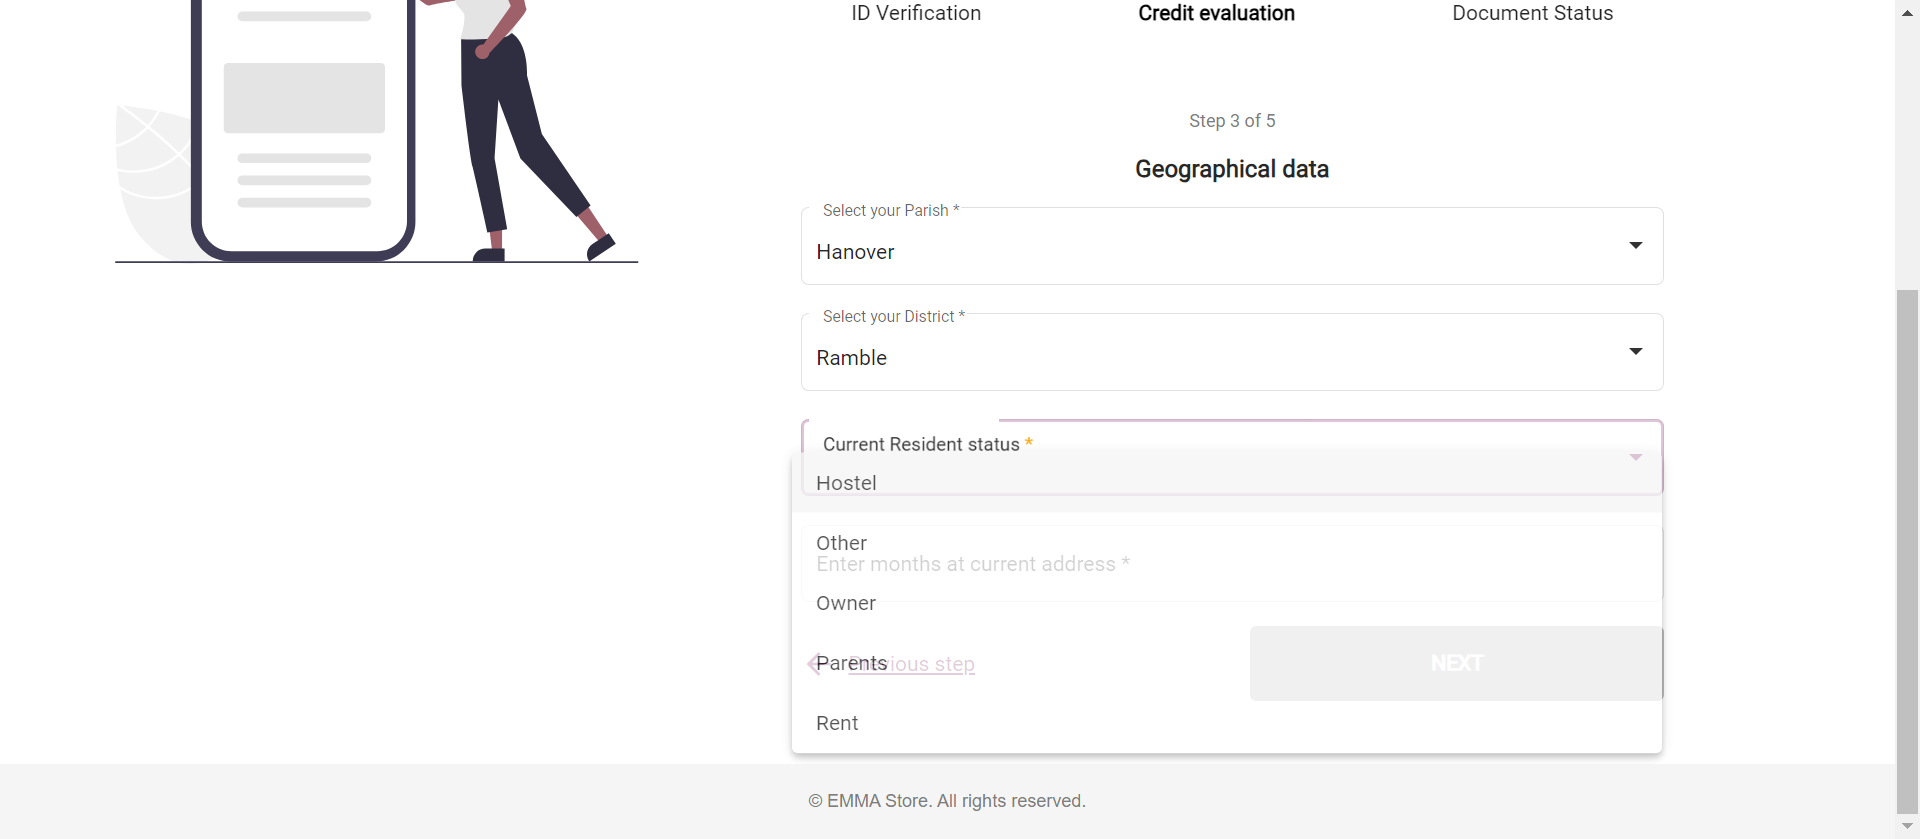 ID Verification
Credit evaluation
Document Status
Step 3 of 5
Geographical data
Select your Parish *
Hanover
Select your District *
Ramble
Current Resident status *
Hostel
Other
Enter months at current address *
Owner
Parents
Previous step
NEXT
Rent
© EMMA Store. All rights reserved.